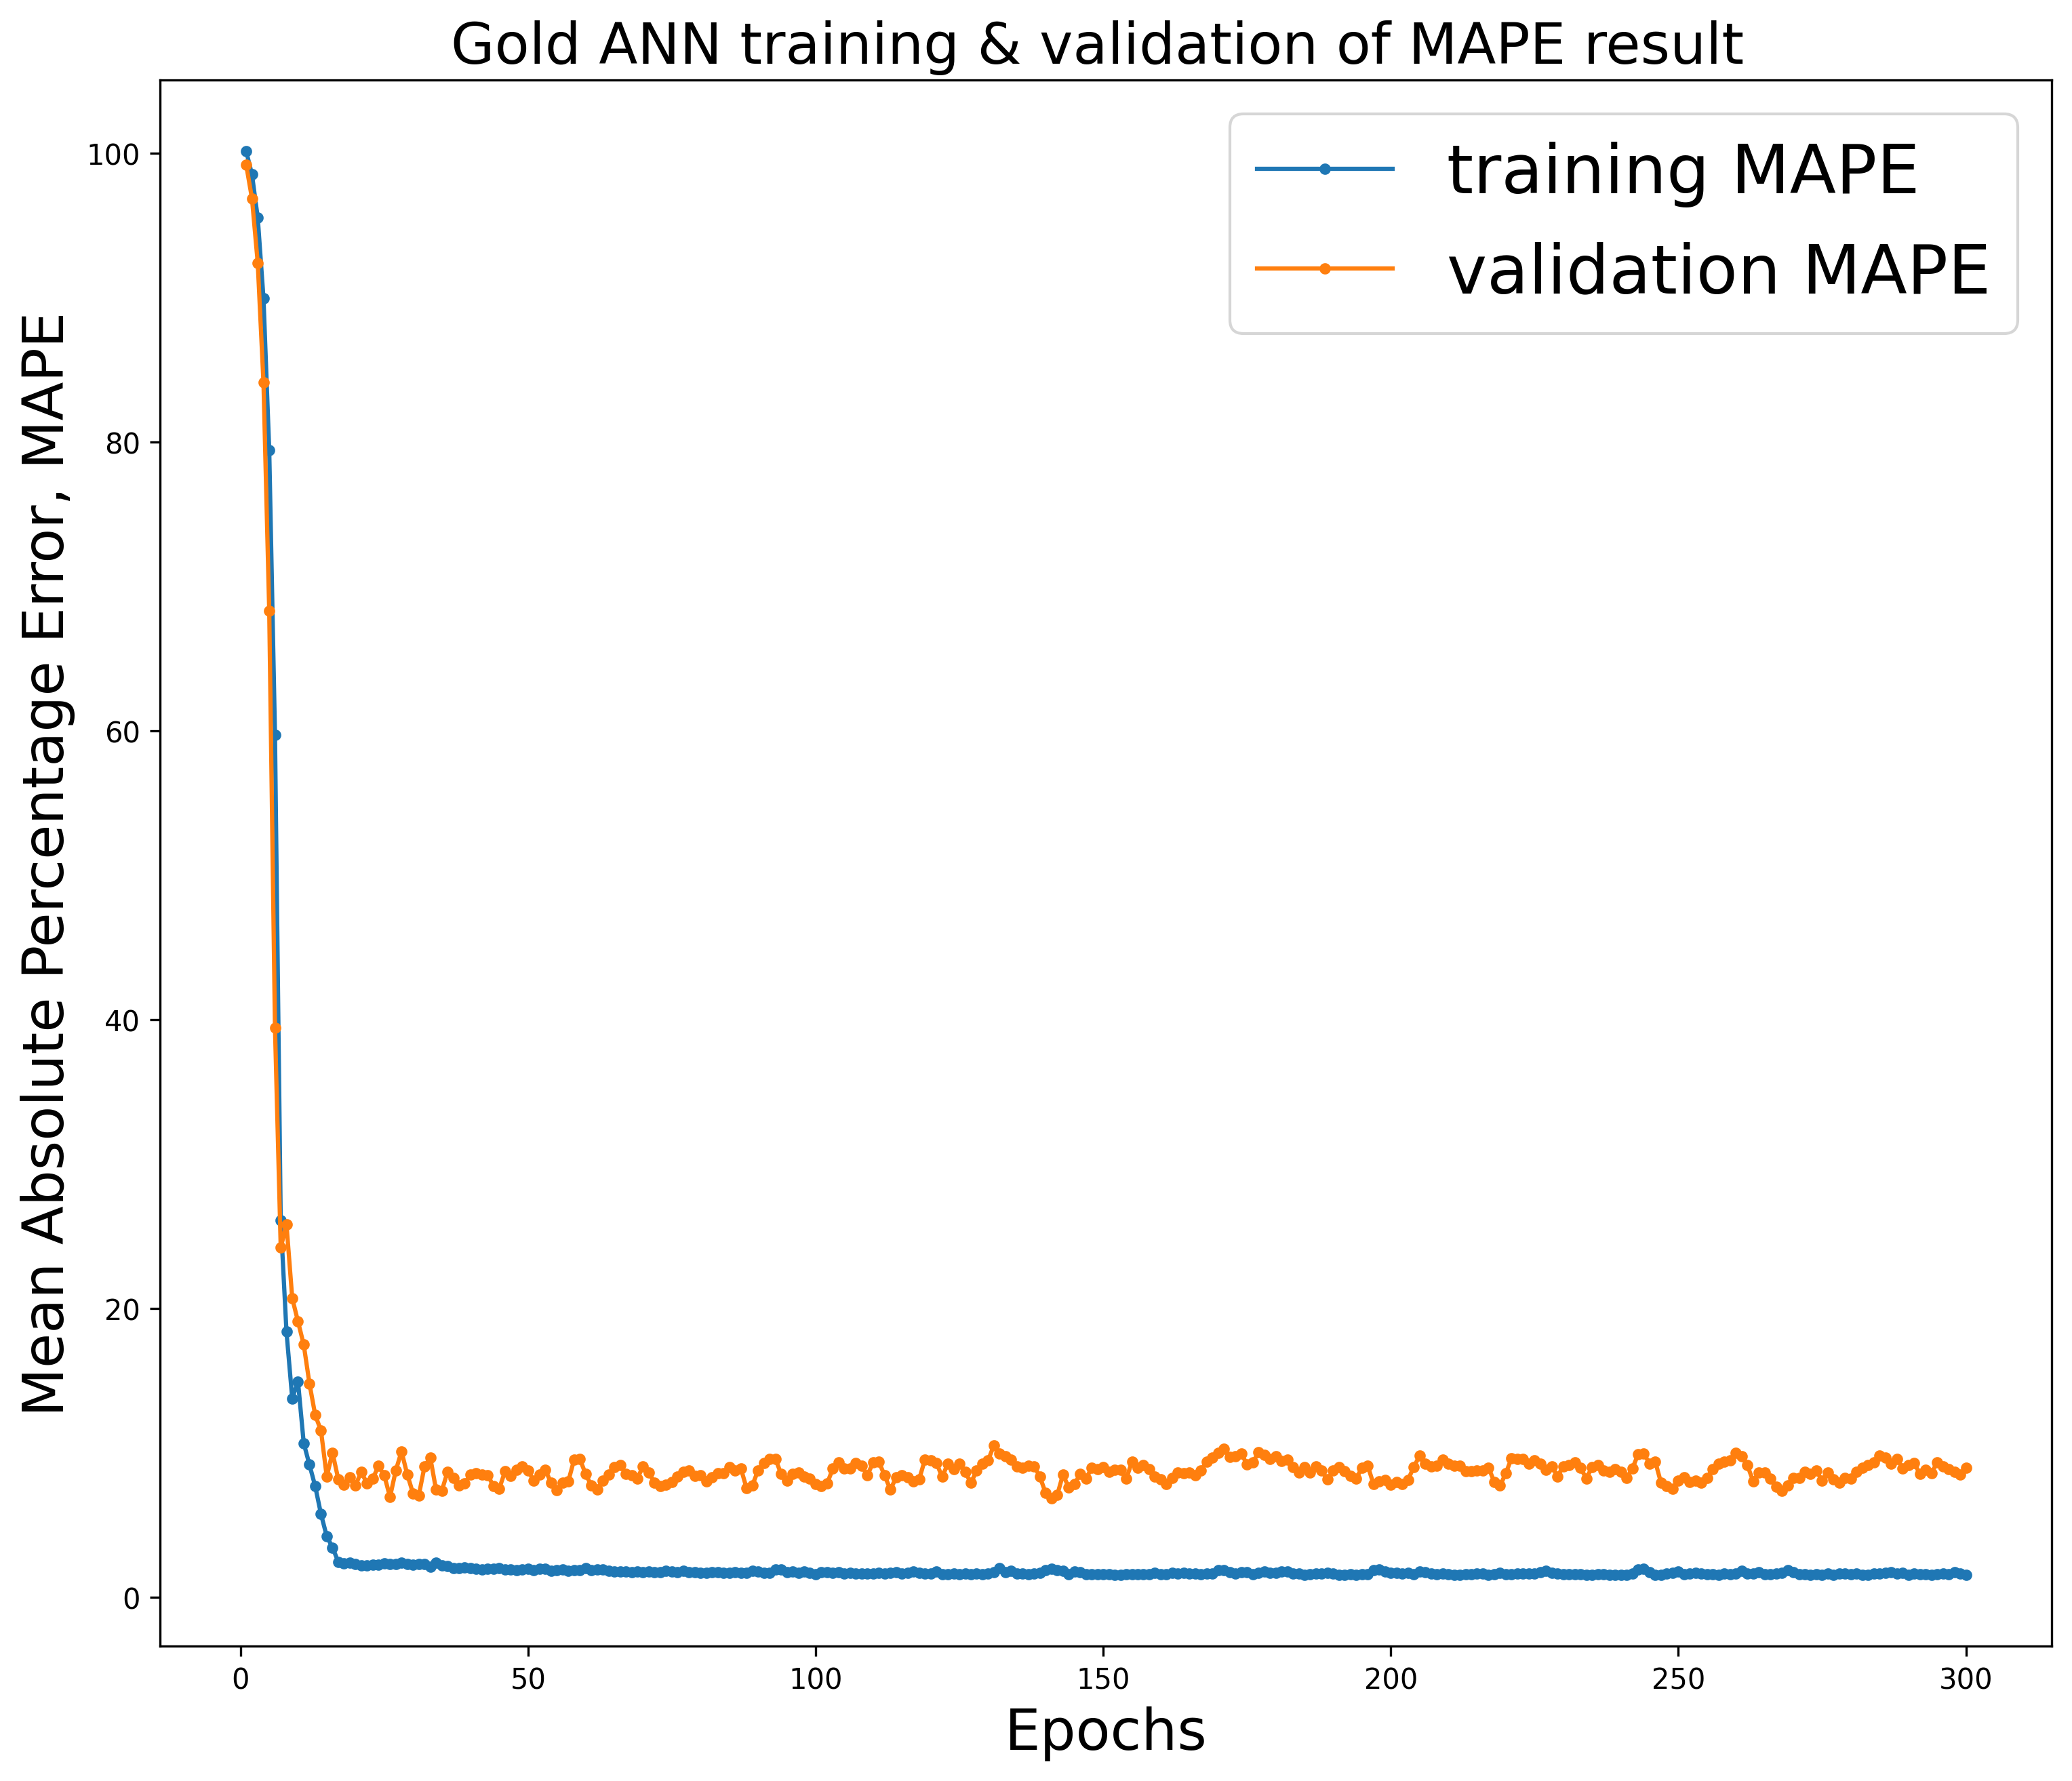 Gold ANN training & validation of MAPE result
training MAPE
validation MAPE
Mean Absolute Percentage Error, MAPE
100
80
60
40
20
0
0 50 100 150 200 250 300
Epochs